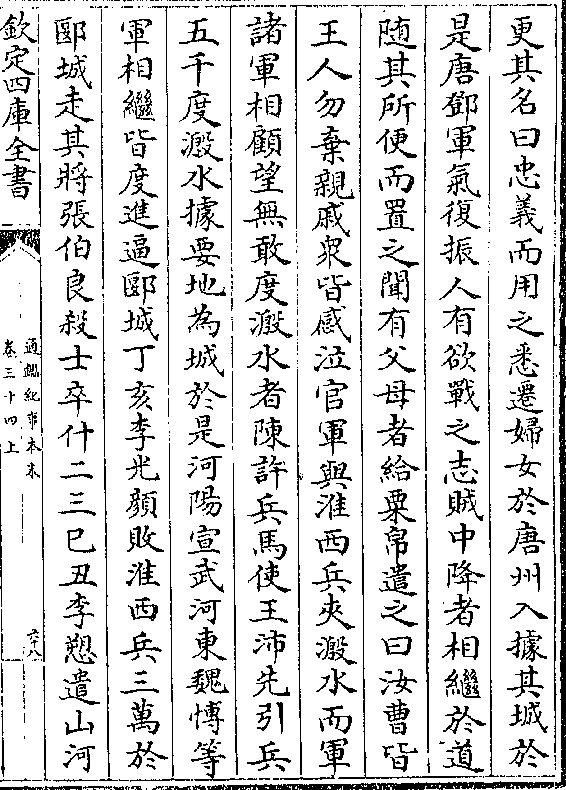 更其名曰忠義而用之悉遷婦女於唐州入據其城於
是唐鄧軍氣復振人有欲戰之志賊中降者相繼於道
随其所便而置之聞有父母者給粟帛遣之曰汝曹皆
王人勿棄親戚衆皆感泣官軍與淮西兵夾溵水而軍
諸軍相顧望無敢度溵水者陳許兵馬使王沛先引兵
五千度溵水據要地為城於是河陽宣武河東魏愽等
軍相繼皆度進逼郾城丁亥李光顔敗淮西兵三萬於
郾城走其將張伯良殺士卒什二三巳丑李愬遣山河
欽定四庫全書
通鑑紀事本末
卷三十四上
六十八